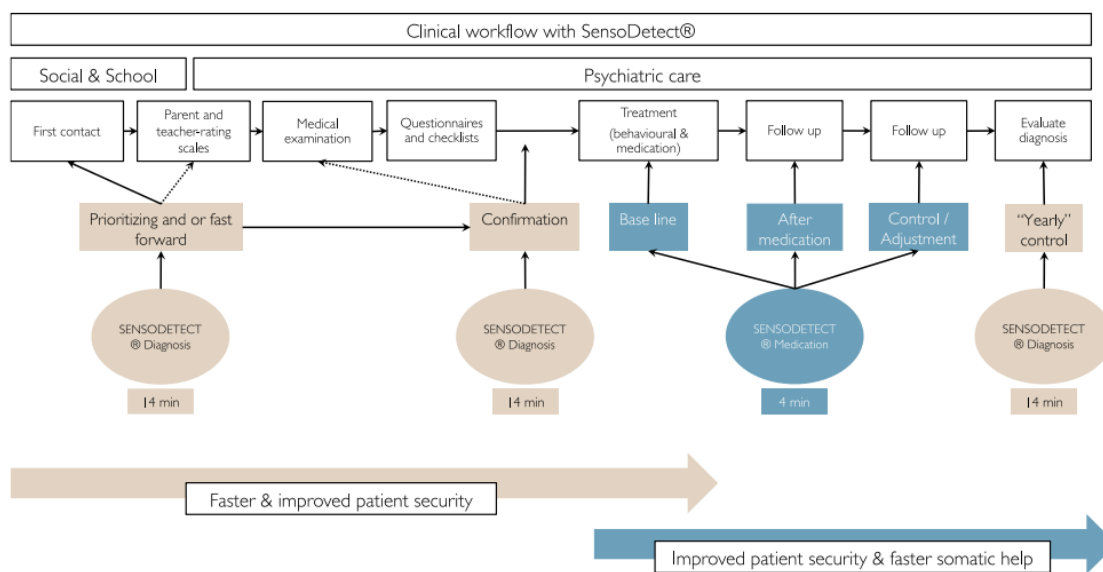 Clinical workflow with SensoDetect®
Social & School
Psychiatric care
First contact
Parent and
teacher-rating
scales
Medical
examination
Questionnaires
and checklists
Treatment
(behavioural &
medication)
Follow up
Follow up
Evaluate
diagnosis
Prioritizing and or fast
forward
Confirmation
Base line
After
medication
Control /
Adjustment
“Yearly”
control
SENSODETECT
® Diagnosis
SENSODETECT
® Diagnosis
SENSODETECT
® Medication
SENSODETECT
® Diagnosis
14 min
14 min
4 min
14 min
Faster & improved patient security
Improved patient security & faster somatic help